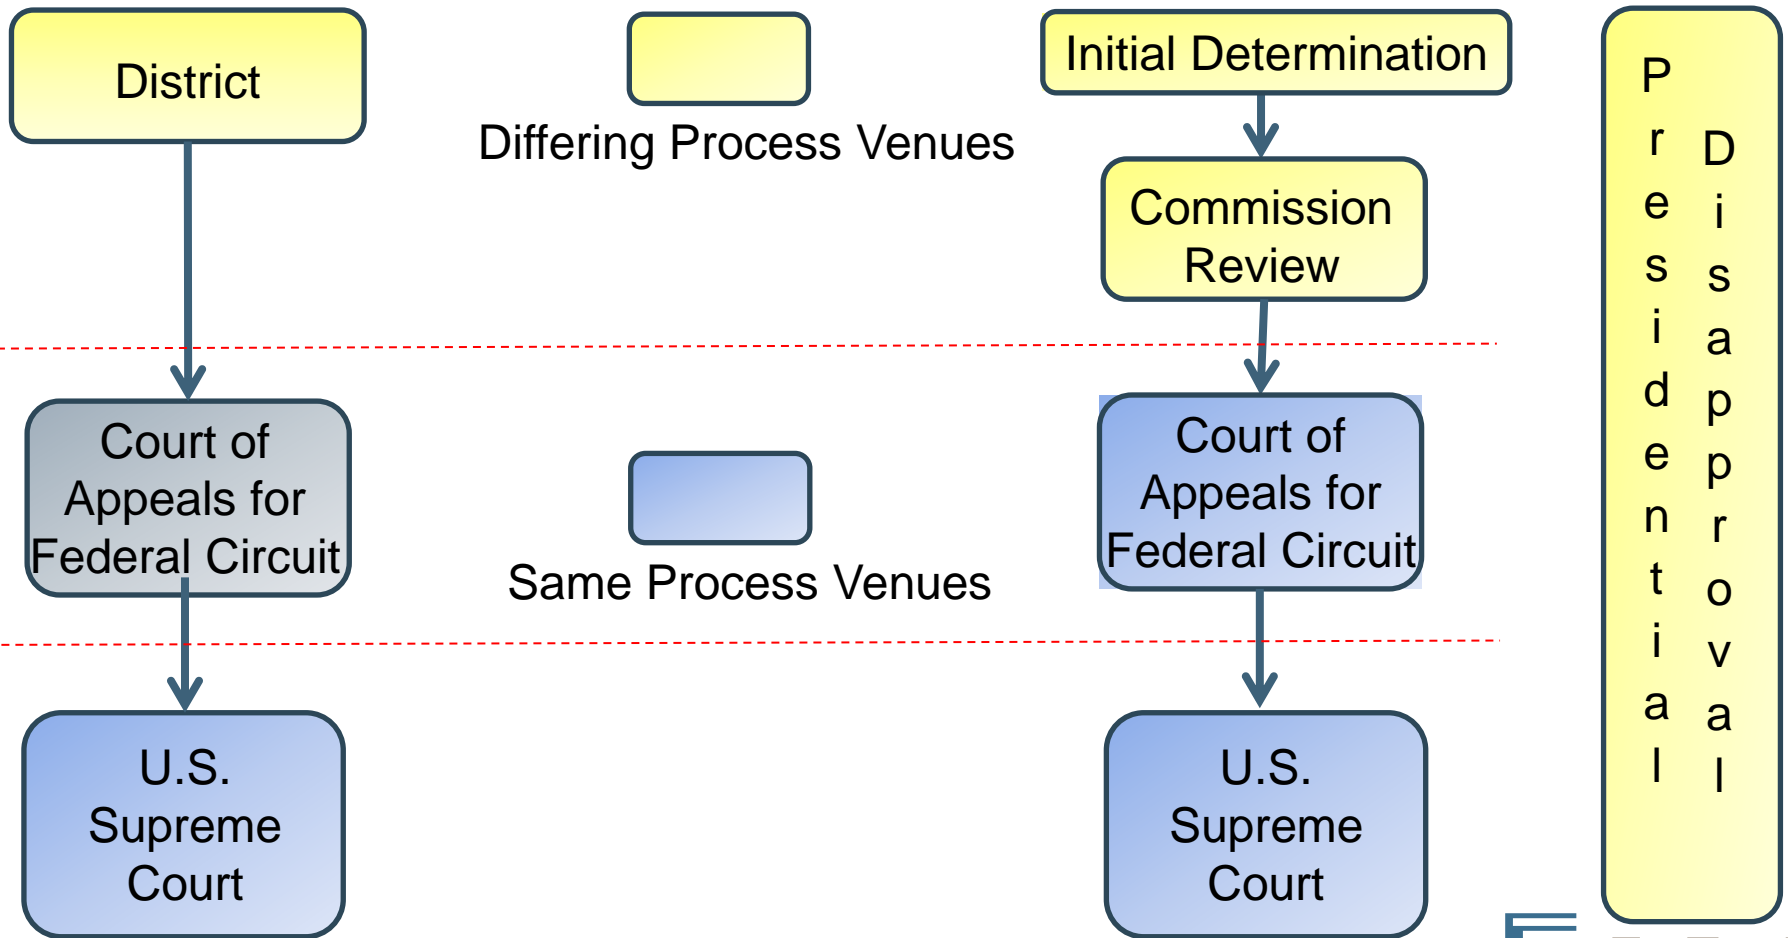 District
Differing Process Venues
Initial Determination
Commission
Review
Court of
Appeals for
Federal Circuit
Same Process Venues
Court of
Appeals for
Federal Circuit
U.S.
Supreme
Court
U.S.
Supreme
Court
Presidential
Disapproval